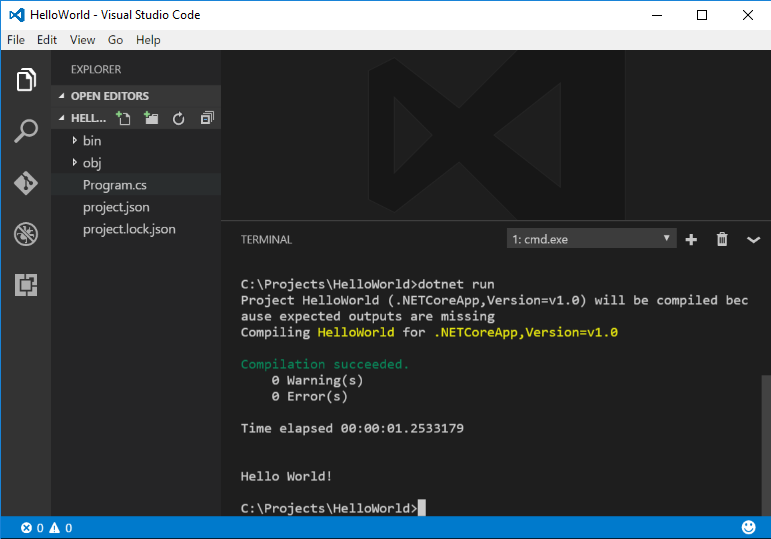 HelloWorld - Visual Studio Code
File Edit View Go Help
EXPLORER
OPEN EDITORS
HELL...
bin
obj
Program.cs
project.json
project.lock.json
TERMINAL
1: cmd.exe
C:\Projects\HelloWorld>dotnet run
Project HelloWorld (.NETCoreApp,Version=v1.0) will be compiled bec
ause expected outputs are missing
Compiling HelloWorld for .NETCoreApp,Version=v1.0
Compilation succeeded.
0 Warning(s)
0 Error(s)
Time elapsed 00:00:01.2533179
Hello World!
C:\Projects\HelloWorld>
0 0